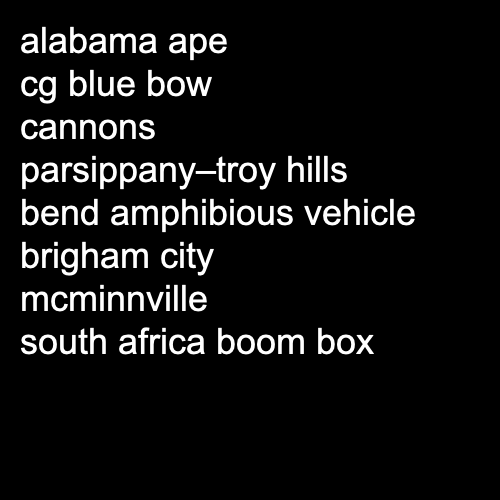 alabama ape
cg blue bow
cannons
parsippany–troy hills
bend amphibious vehicle
brigham city
mcminnville
south africa boom box